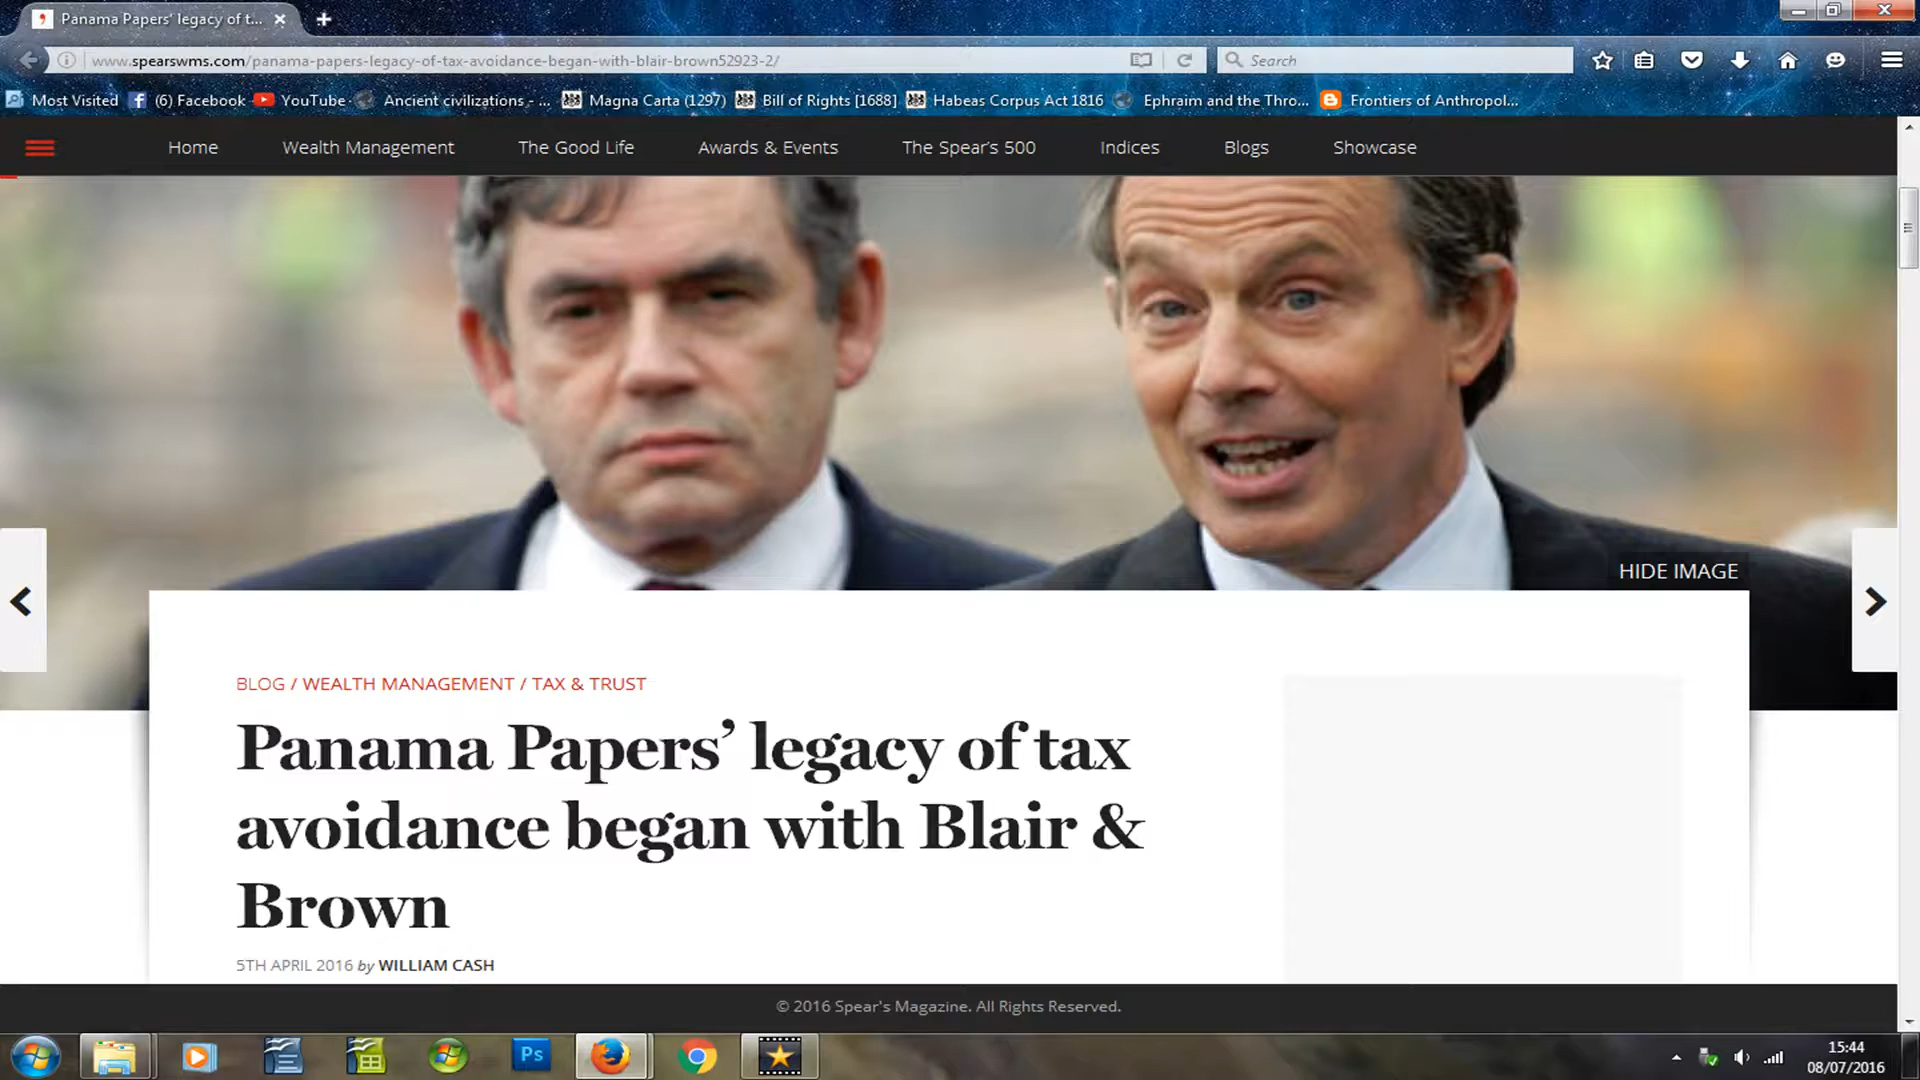 Panama Papers' legacy of t...
www.spearswms.com/panama-papers-legacy-of-tax-avoidance-began-with-blair-brown52923-2/
Search
Most Visited
(6) Facebook
YouTube
Ancient civilizations - ...
Magna Carta (1297)
Bill of Rights [1688]
Habeas Corpus Act 1816
Ephraim and the Thro...
Frontiers of Anthropol...
Home
Wealth Management
The Good Life
Awards & Events
The Spear's 500
Indices
Blogs
Showcase
HIDE IMAGE
BLOG / WEALTH MANAGEMENT / TAX & TRUST
Panama Papers' legacy of tax
avoidance began with Blair &
Brown
5TH APRIL 2016 by WILLIAM CASH
© 2016 Spear's Magazine. All Rights Reserved.
Ps
15:44
08/07/2016